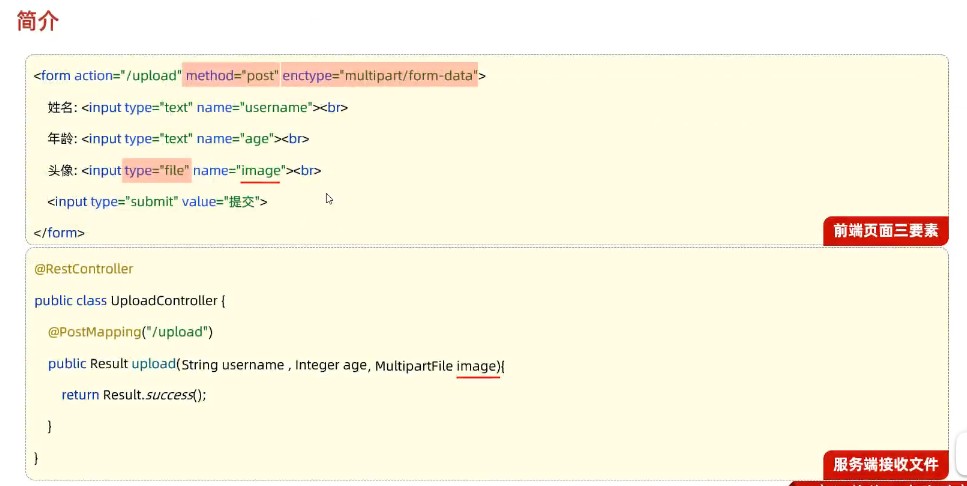 简介
<form action="/upload" method="post" enctype="multipart/form-data">
姓名: <input type="text" name="username"><br>
年龄: <input type="text" name="age"><br>
头像: <input type="file" name="image"><br>
<input type="submit" value="提交">
</form>
前端页面三要素
@RestController
public class UploadController {
@PostMapping("/upload")
public Result upload(String username , Integer age, MultipartFile image){
return Result.success();
}
}
服务端接收文件